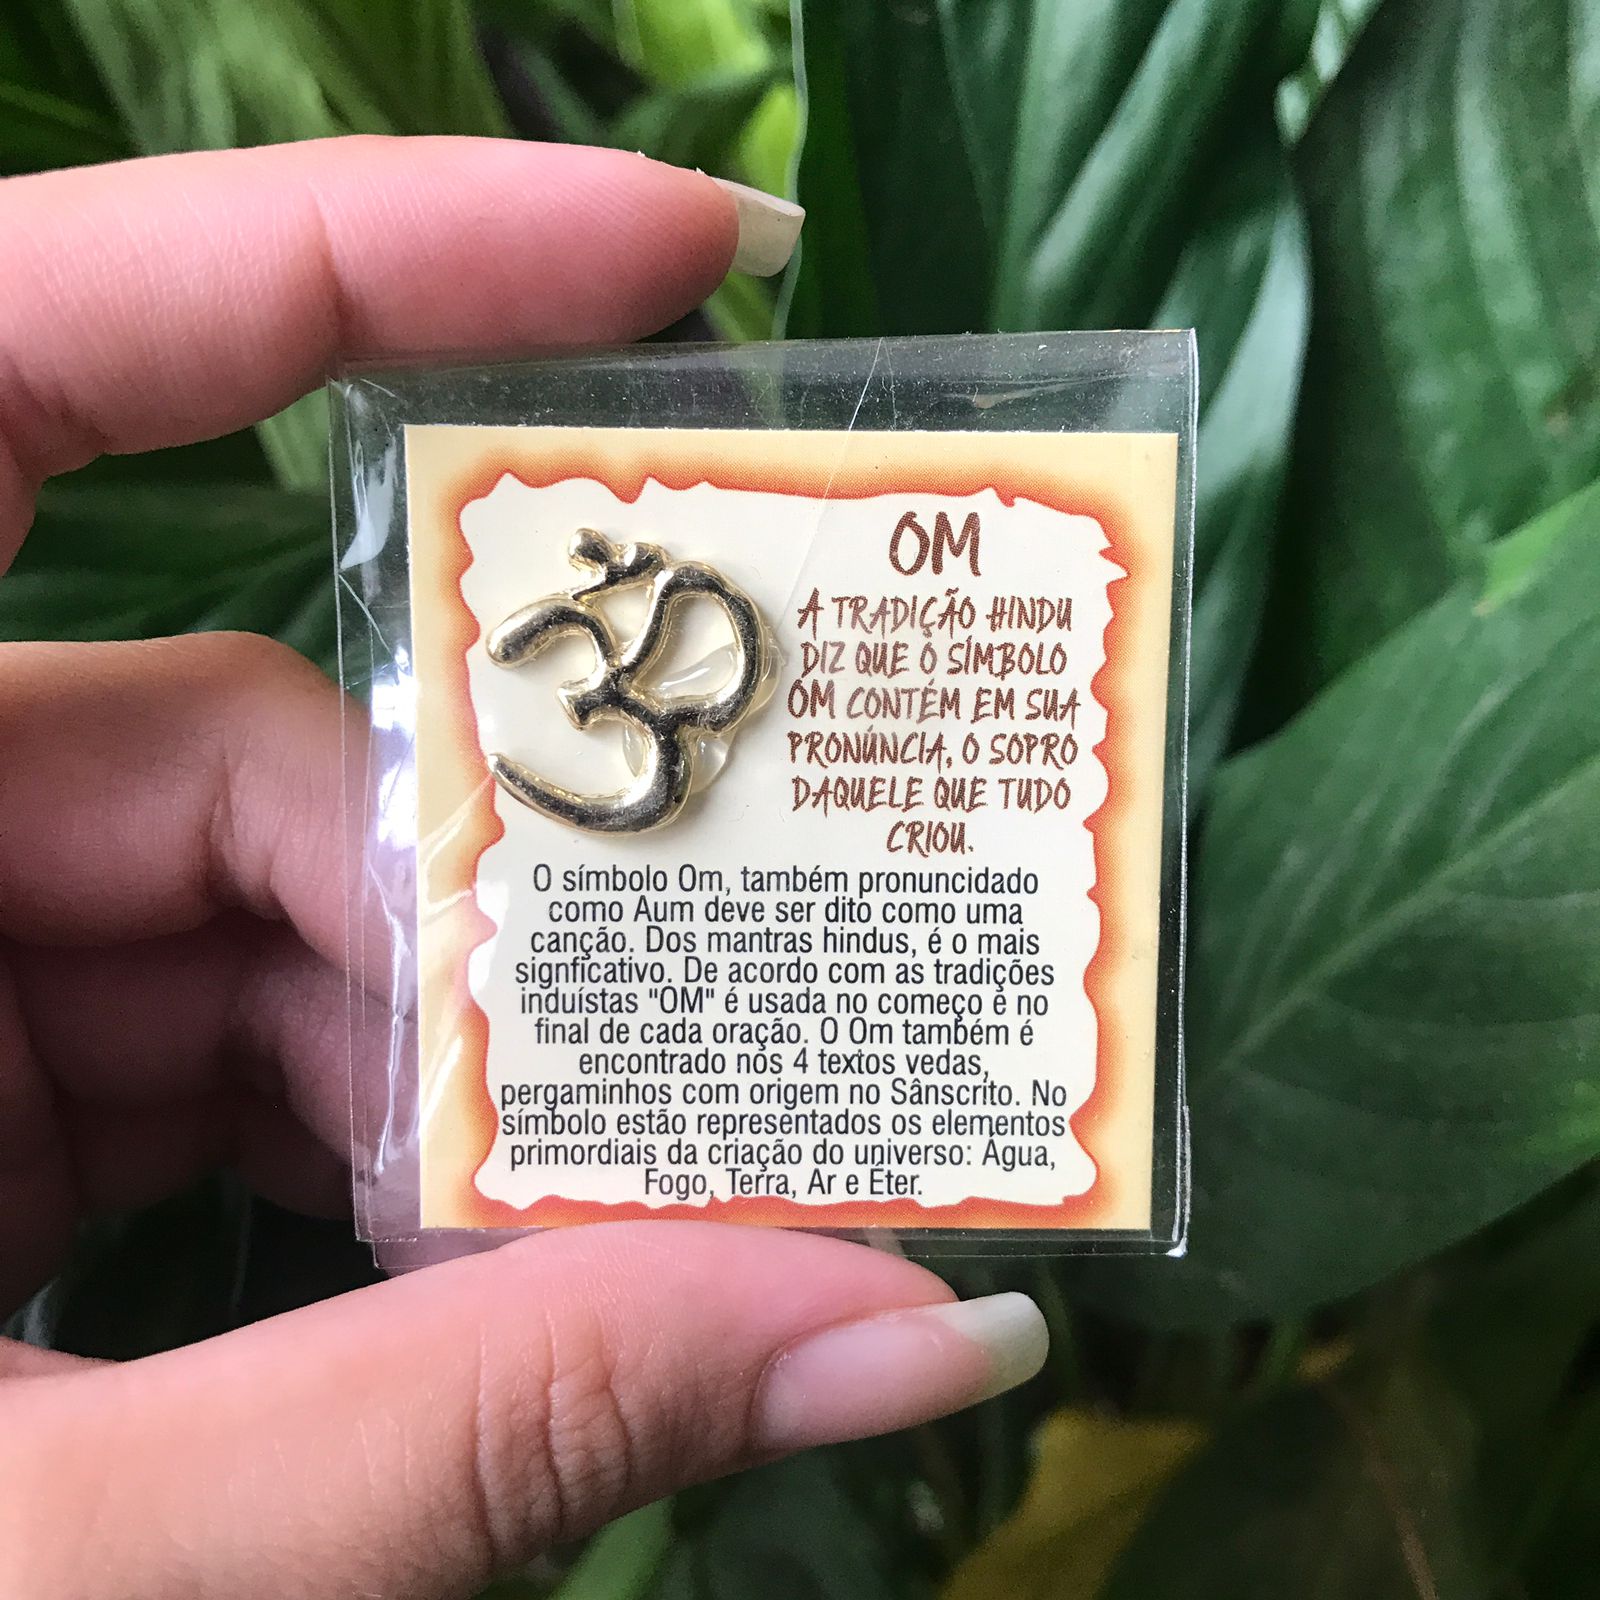 OM
A TRADIÇÃO HINDU
DIZ QUE O SÍMBOLO
OM CONTÉM EM SUA
PRONÚNCIA, O SOPRO
DAQUELE QUE TUDO
CRIOU.
O símbolo Om, também pronuncidado
como Aum deve ser dito como uma
canção. Dos mantras hindus, é o mais
signficativo. De acordo com as tradições
induístas "OM" é usada no começo e no
final de cada oração. O Om também é
encontrado nos 4 textos vedas,
pergaminhos com origem no Sânscrito. No
símbolo estão representados os elementos
primordiais da criação do universo: Água,
Fogo, Terra, Ar e Éter.